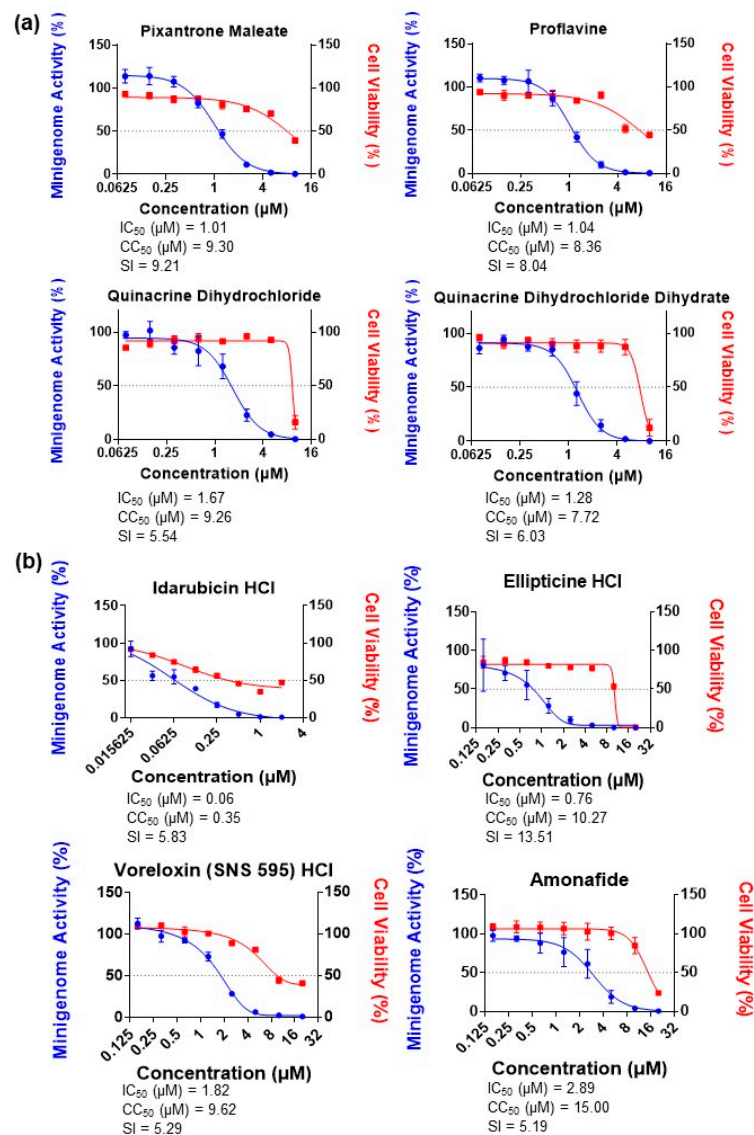 (a)
Pixantrone Maleate
Minigenome Activity (%)
150
100
50
0
150
100
50
0
Cell Viability (%)
0.0625 0.25 1 4 16
Concentration (µM)
IC50 (µM) = 1.01
CC50 (µM) = 9.30
SI = 9.21
Proflavine
Minigenome Activity (%)
150
100
50
0
150
100
50
0
Cell Viability (%)
0.0625 0.25 1 4 16
Concentration (µM)
IC50 (µM) = 1.04
CC50 (µM) = 8.36
SI = 8.04
Quinacrine Dihydrochloride
Minigenome Activity (%)
100
50
0
100
50
0
Cell Viability (%)
0.0625 0.25 1 4 16
Concentration (µM)
IC50 (µM) = 1.67
CC50 (µM) = 9.26
SI = 5.54
Quinacrine Dihydrochloride Dihydrate
Minigenome Activity (%)
100
50
0
100
50
0
Cell Viability (%)
0.0625 0.25 1 4 16
Concentration (µM)
IC50 (µM) = 1.28
CC50 (µM) = 7.72
SI = 6.03
(b)
Idarubicin HCl
Minigenome Activity (%)
150
100
50
0
150
100
50
0
Cell Viability (%)
0.015625 0.0625 0.25 1 4
Concentration (µM)
IC50 (µM) = 0.06
CC50 (µM) = 0.35
SI = 5.83
Ellipticine HCl
Minigenome Activity (%)
150
100
50
0
150
100
50
0
Cell Viability (%)
0.125 0.25 0.5 1 2 4 8 16 32
Concentration (µM)
IC50 (µM) = 0.76
CC50 (µM) = 10.27
SI = 13.51
Voreloxin (SNS 595) HCl
Minigenome Activity (%)
150
100
50
0
150
100
50
0
Cell Viability (%)
0.125 0.25 0.5 1 2 4 8 16 32
Concentration (µM)
IC50 (µM) = 1.82
CC50 (µM) = 9.62
SI = 5.29
Amonafide
Minigenome Activity (%)
150
100
50
0
150
100
50
0
Cell Viability (%)
0.125 0.25 0.5 1 2 4 8 16 32
Concentration (µM)
IC50 (µM) = 2.89
CC50 (µM) = 15.00
SI = 5.19